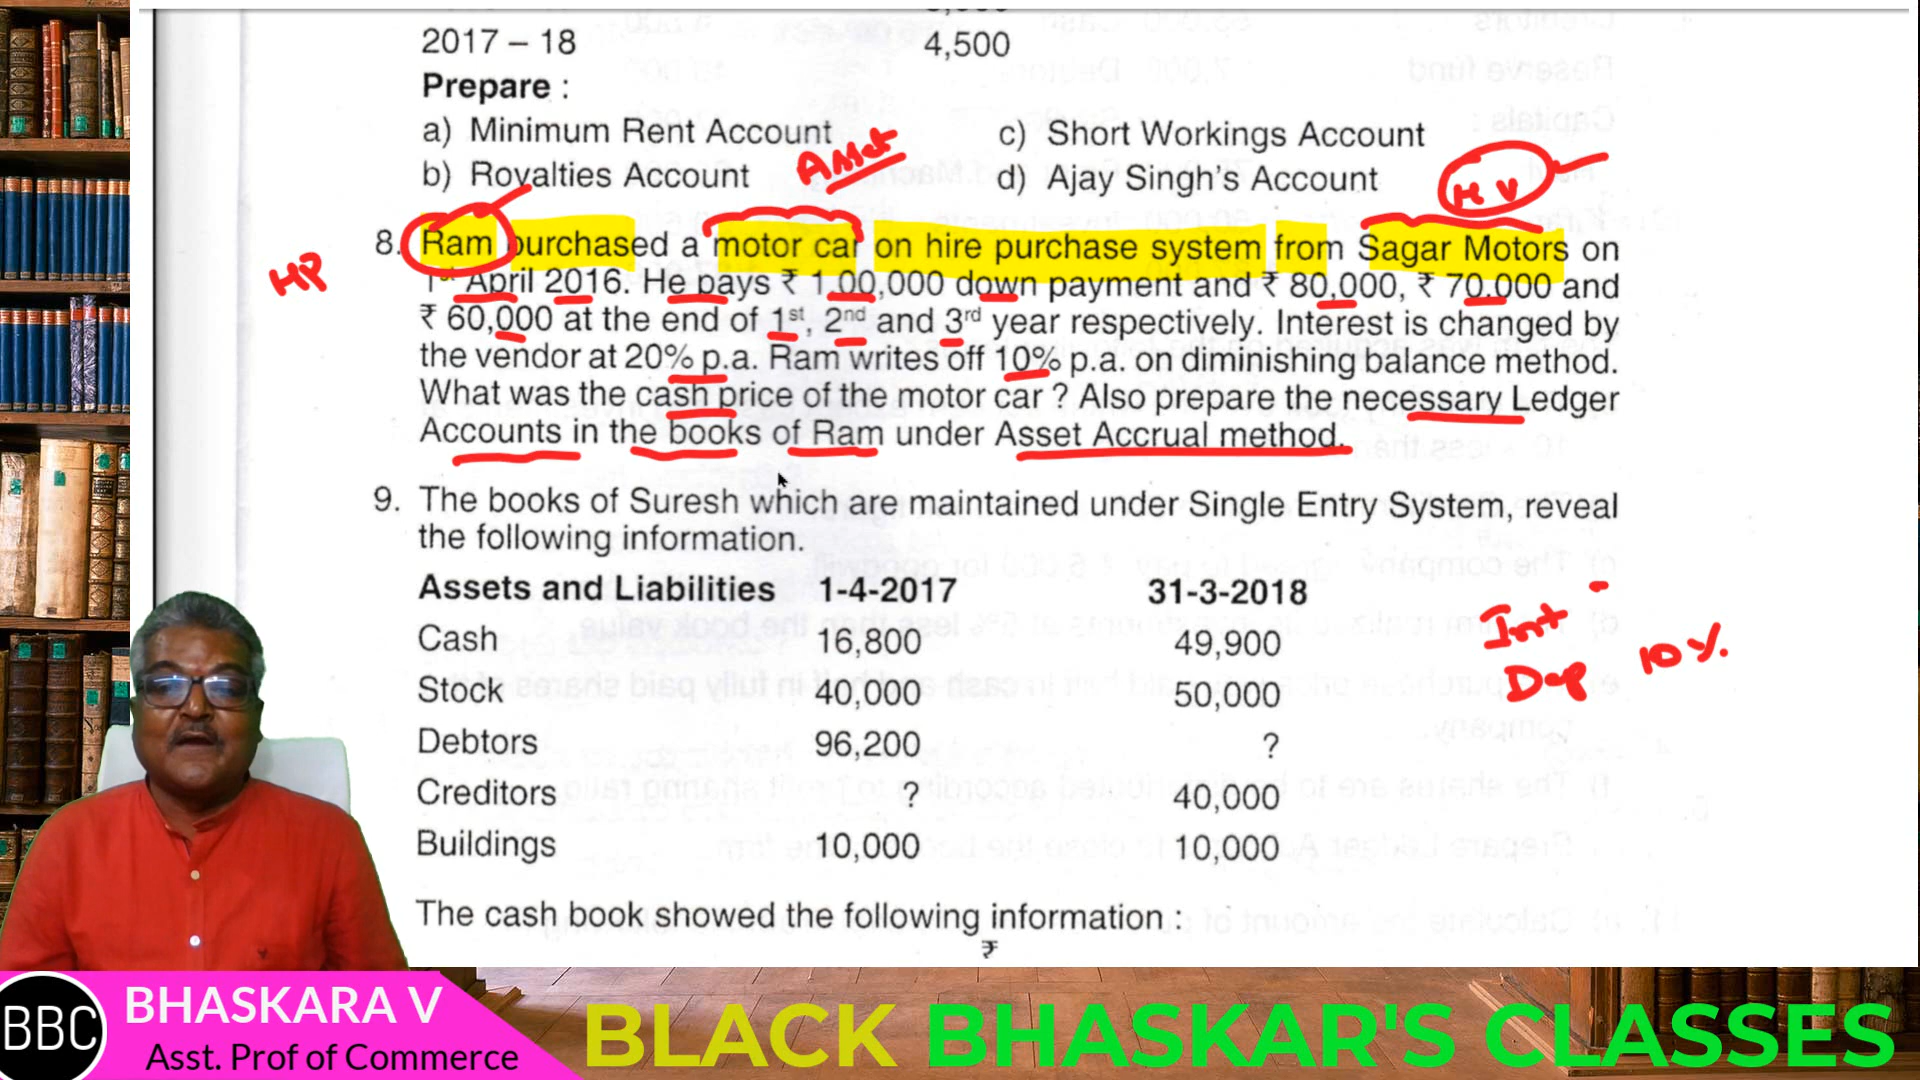 2017 – 18 4,500
Prepare :
a) Minimum Rent Account c) Short Workings Account
Asset
b) Royalties Account d) Ajay Singh's Account
H V
8. Ram purchased a motor car on hire purchase system from Sagar Motors on
HP
1st April 2016. He pays ₹ 1,00,000 down payment and ₹ 80,000, ₹ 70,000 and
₹ 60,000 at the end of 1st, 2nd and 3rd year respectively. Interest is changed by
the vendor at 20% p.a. Ram writes off 10% p.a. on diminishing balance method.
What was the cash price of the motor car ? Also prepare the necessary Ledger
Accounts in the books of Ram under Asset Accrual method.
9. The books of Suresh which are maintained under Single Entry System, reveal
the following information.
Assets and Liabilities 1-4-2017 31-3-2018
Cash 16,800 49,900
Int -
Stock 40,000 50,000
Dep 10%
Debtors 96,200 ?
Creditors ? 40,000
Buildings 10,000 10,000
The cash book showed the following information :
₹
BBC
BHASKARA V
Asst. Prof of Commerce
BLACK BHASKAR'S CLASSES